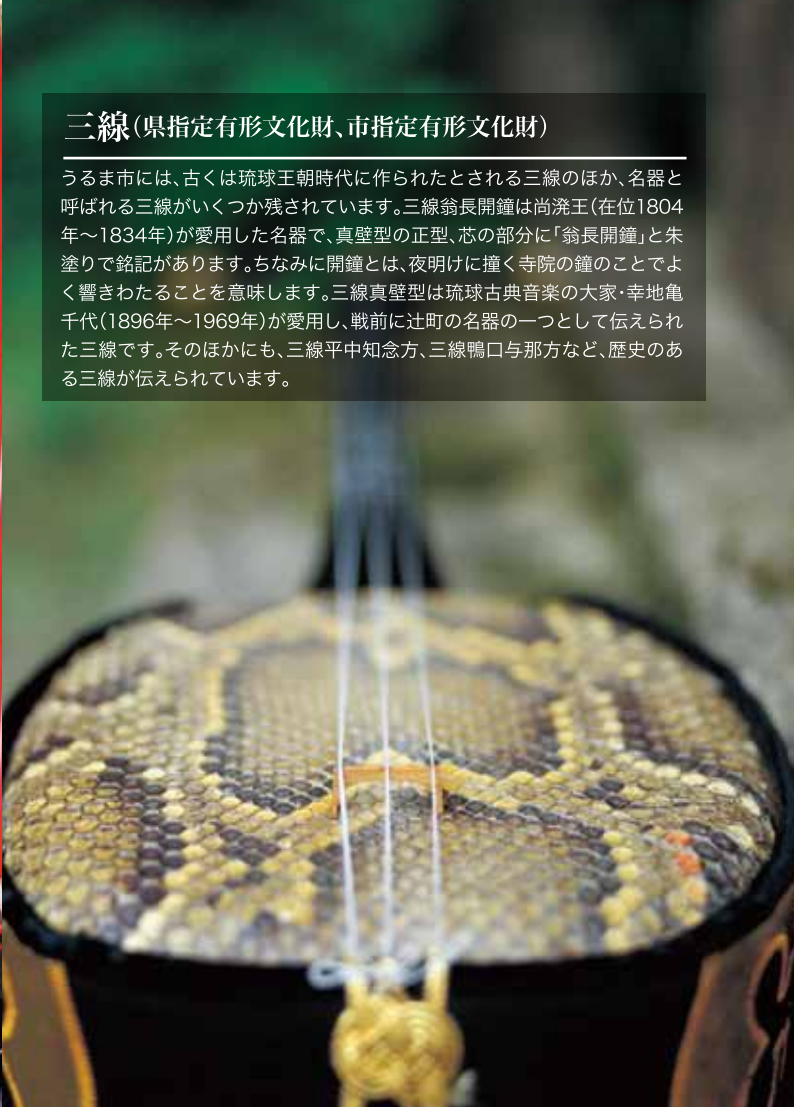 三線(県指定有形文化財、市指定有形文化財)
うるま市には、古くは琉球王朝時代に作られたとされる三線のほか、名器と
呼ばれる三線がいくつか残されています。三線翁長開鐘は尚溌王(在位1804
年〜1834年)が愛用した名器で、真壁型の正型、芯の部分に「翁長開鐘」と朱
塗りで銘記があります。ちなみに開鐘とは、夜明けに撞く寺院の鐘のことでよ
く響きわたることを意味します。三線真壁型は琉球古典音楽の大家・幸地亀
千代(1896年〜1969年)が愛用し、戦前に辻町の名器の一つとして伝えられ
た三線です。そのほかにも、三線平中知念方、三線鴨口与那方など、歴史のあ
る三線が伝えられています。